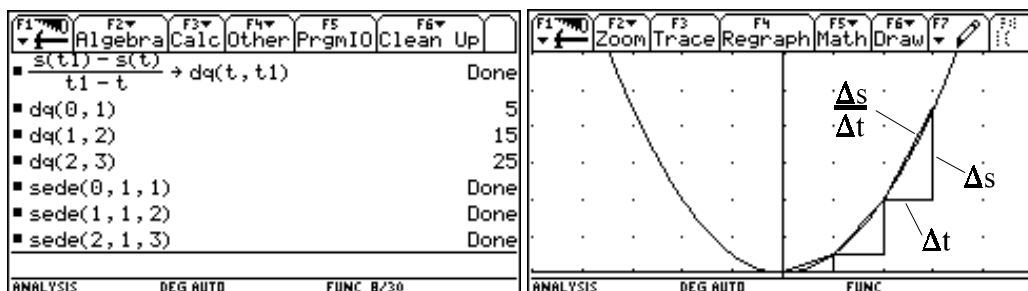 F1 F2 F3 F4 F5 F6
Algebra Calc Other PrgmIO Clean Up
s(t1) - s(t)
t1 - t
→ dq(t,t1) Done
dq(0,1) 5
dq(1,2) 15
dq(2,3) 25
sede(0,1,1) Done
sede(1,1,2) Done
sede(2,1,3) Done
ANALYSIS DEG AUTO FUNC 8/30
F1 F2 F3 F4 F5 F6 F7
Zoom Trace Regraph Math Draw
Δs
Δt
Δs
Δt
ANALYSIS DEG AUTO FUNC